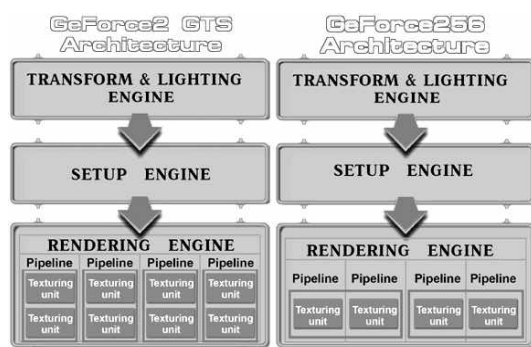 GeForce2 GTS
Architecture
TRANSFORM & LIGHTING
ENGINE
SETUP ENGINE
RENDERING ENGINE
Pipeline Pipeline Pipeline Pipeline
Texturing unit Texturing unit Texturing unit Texturing unit
Texturing unit Texturing unit Texturing unit Texturing unit
GeForce256
Architecture
TRANSFORM & LIGHTING
ENGINE
SETUP ENGINE
RENDERING ENGINE
Pipeline Pipeline Pipeline Pipeline
Texturing unit Texturing unit Texturing unit Texturing unit